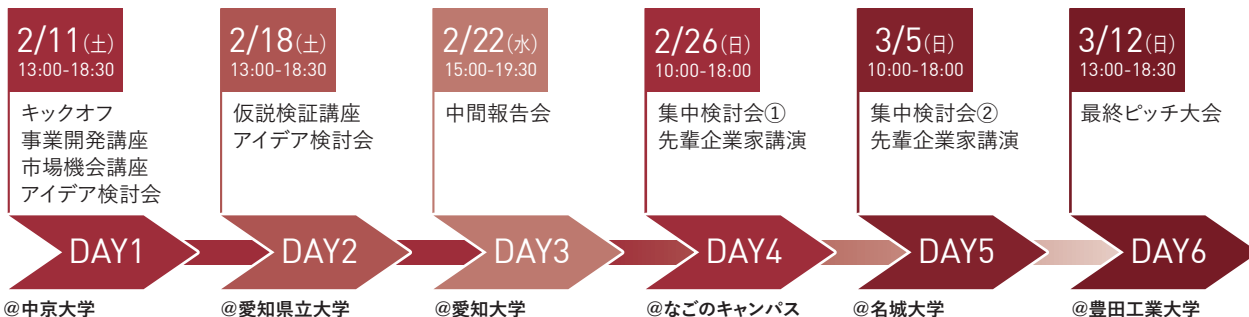 2/11(土)
13:00-18:30
キックオフ
事業開発講座
市場機会講座
アイデア検討会
DAY1
@中京大学
2/18(土)
13:00-18:30
仮説検証講座
アイデア検討会
DAY2
@愛知県立大学
2/22(水)
15:00-19:30
中間報告会
DAY3
@愛知大学
2/26(日)
10:00-18:00
集中検討会①
先輩企業家講演
DAY4
@なごのキャンパス
3/5(日)
10:00-18:00
集中検討会②
先輩企業家講演
DAY5
@名城大学
3/12(日)
13:00-18:30
最終ピッチ大会
DAY6
@豊田工業大学